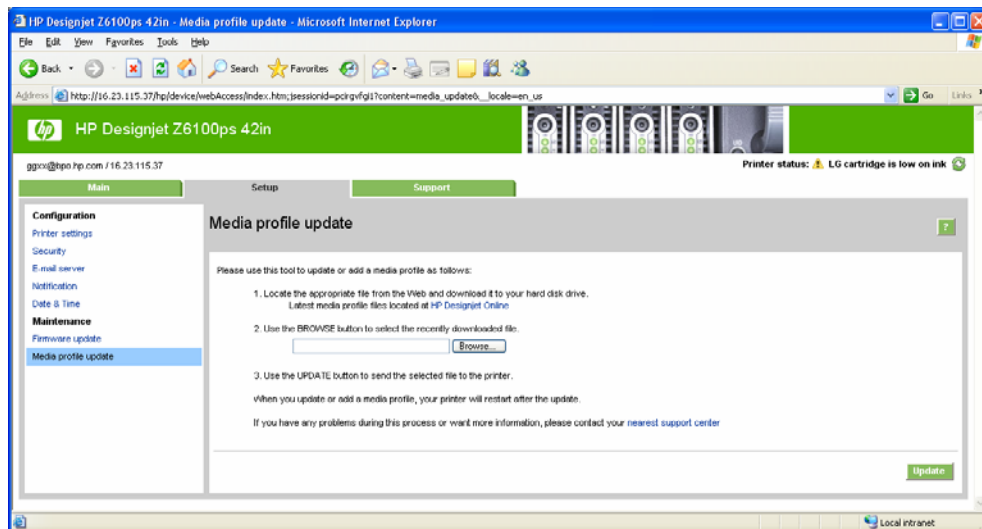 HP Designjet Z6100ps 42in - Media profile update - Microsoft Internet Explorer
File Edit View Favorites Tools Help
Back Search Favorites
Address http://16.23.115.37/hp/device/webAccess/index.htm;jsessionid=pcirgvfgl1?content=media_update&__locale=en_us Go Links
hp HP Designjet Z6100ps 42in
ggxxx@bpo.hp.com / 16.23.115.37 Printer status: LG cartridge is low on ink
Main Setup Support
Configuration
Printer settings
Security
E-mail server
Notification
Date & Time
Maintenance
Firmware update
Media profile update
Media profile update ?
Please use this tool to update or add a media profile as follows:
1. Locate the appropriate file from the Web and download it to your hard disk drive.
Latest media profile files located at HP Designjet Online
2. Use the BROWSE button to select the recently downloaded file.
Browse...
3. Use the UPDATE button to send the selected file to the printer.
When you update or add a media profile, your printer will restart after the update.
If you have any problems during this process or want more information, please contact your nearest support center
Update
Local intranet